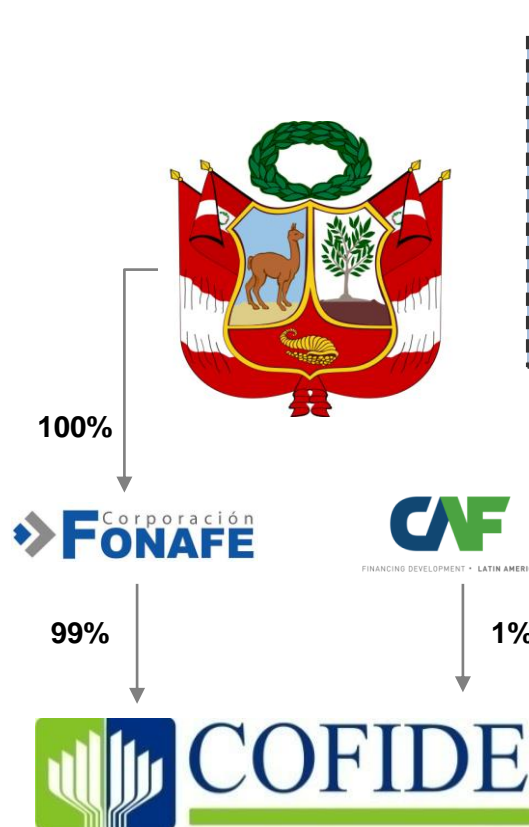 100%
Corporación
FONAFE
CAF
FINANCING DEVELOPMENT • LATIN AMERI
99%
1%
COFIDE